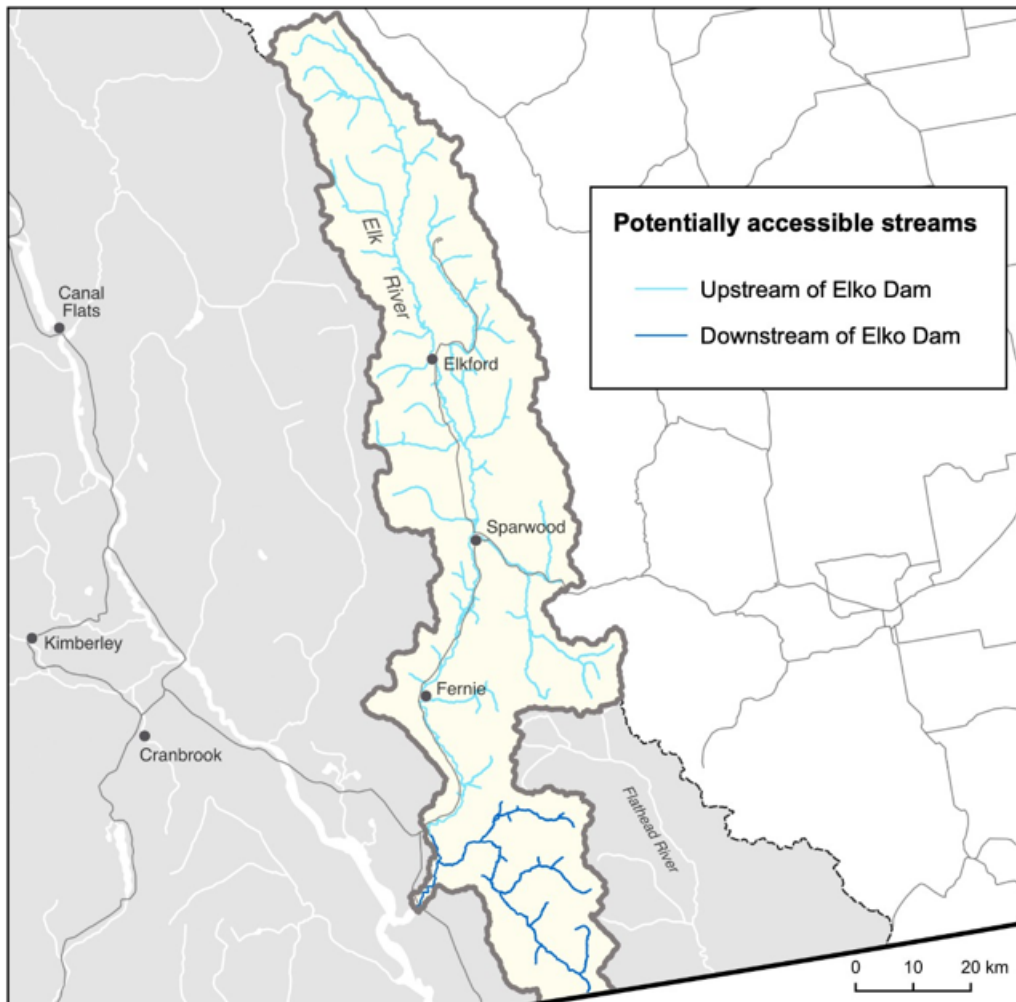 Potentially accessible streams
Upstream of Elko Dam
Downstream of Elko Dam
Elk
River
Canal
Flats
Elkford
Sparwood
Kimberley
Fernie
Cranbrook
Flathead River
0 10 20 km